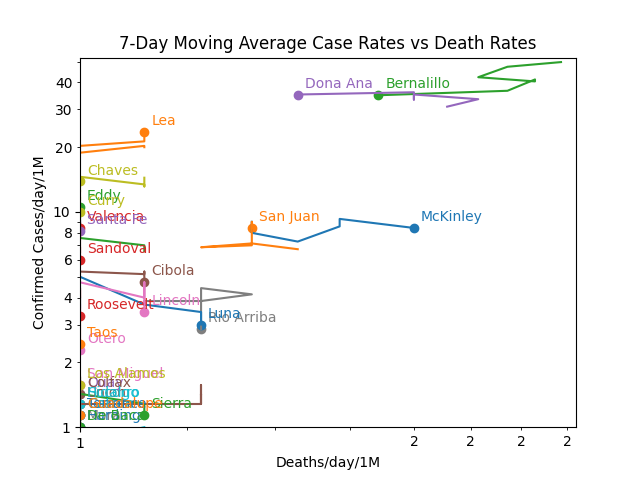 7-Day Moving Average Case Rates vs Death Rates
Dona Ana
Bernalillo
Lea
Chaves
Eddy
Curry
Valencia
Santa Fe
San Juan
McKinley
Sandoval
Cibola
Lincoln
Roosevelt
Luna
Rio Arriba
Taos
Otero
San Miguel
Los Alamos
Colfax
Sierra
Harding
Confirmed Cases/day/1M
40
30
20
10
8
6
4
3
2
1
1
2
2
2
2
Deaths/day/1M